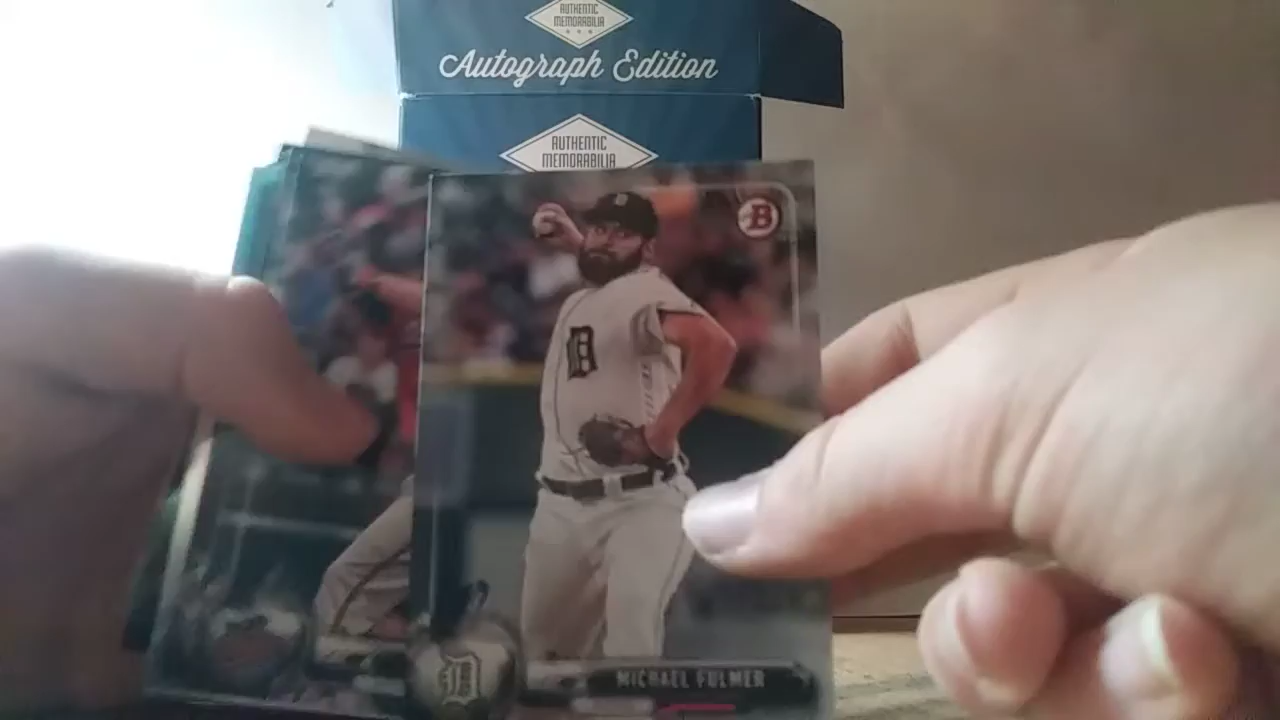 AUTHENTIC
MEMORABILIA
Autograph Edition
AUTHENTIC
MEMORABILIA
B
D
D
MICHAEL FULMER